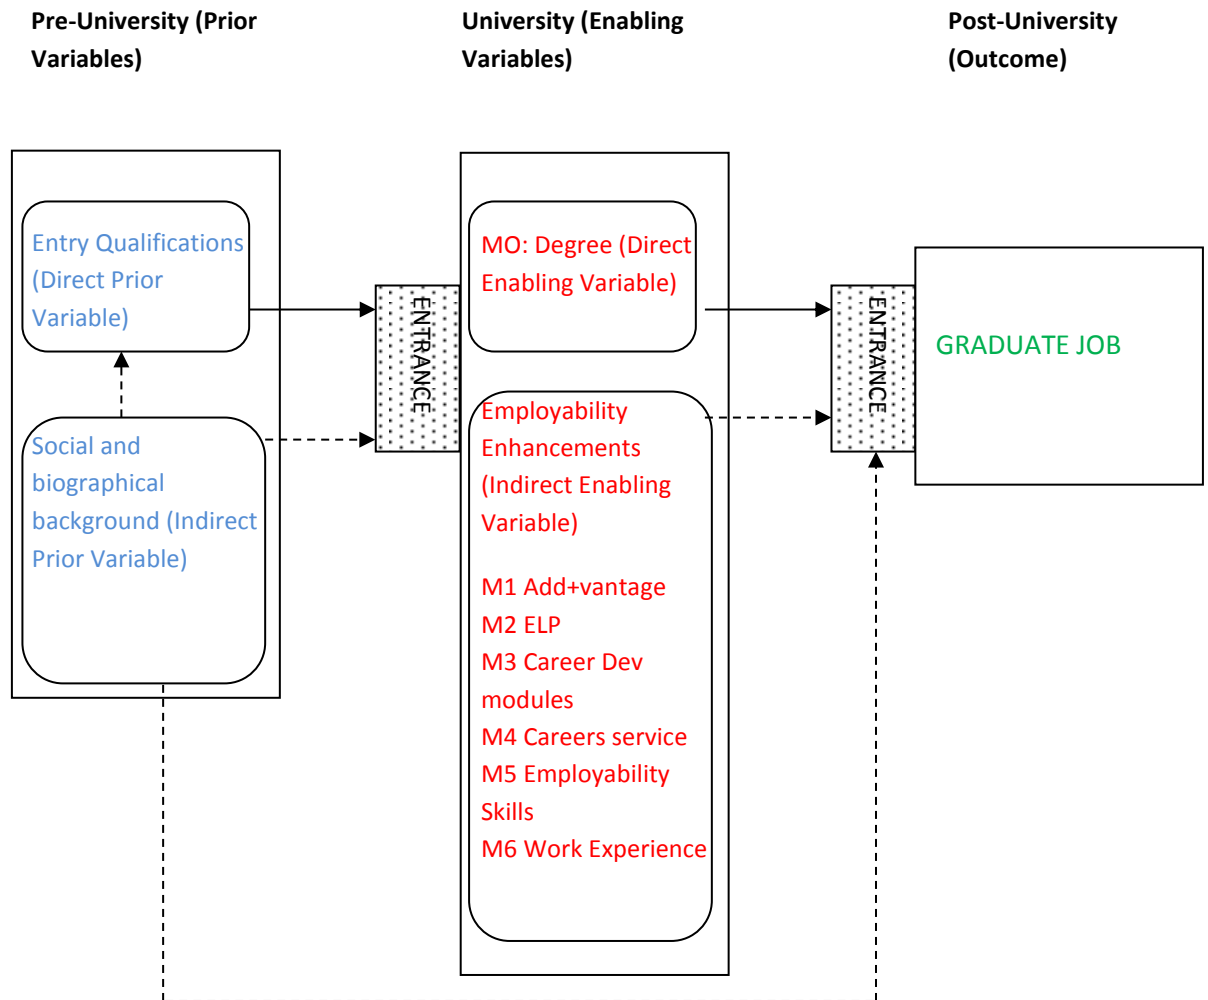 Pre-University (Prior
Variables)
University (Enabling
Variables)
Post-University
(Outcome)
Entry Qualifications
(Direct Prior
Variable)
Social and
biographical
background (Indirect
Prior Variable)
ENTRANCE
MO: Degree (Direct
Enabling Variable)
Employability
Enhancements
(Indirect Enabling
Variable)
M1 Add+vantage
M2 ELP
M3 Career Dev
modules
M4 Careers service
M5 Employability
Skills
M6 Work Experience
ENTRANCE
GRADUATE JOB